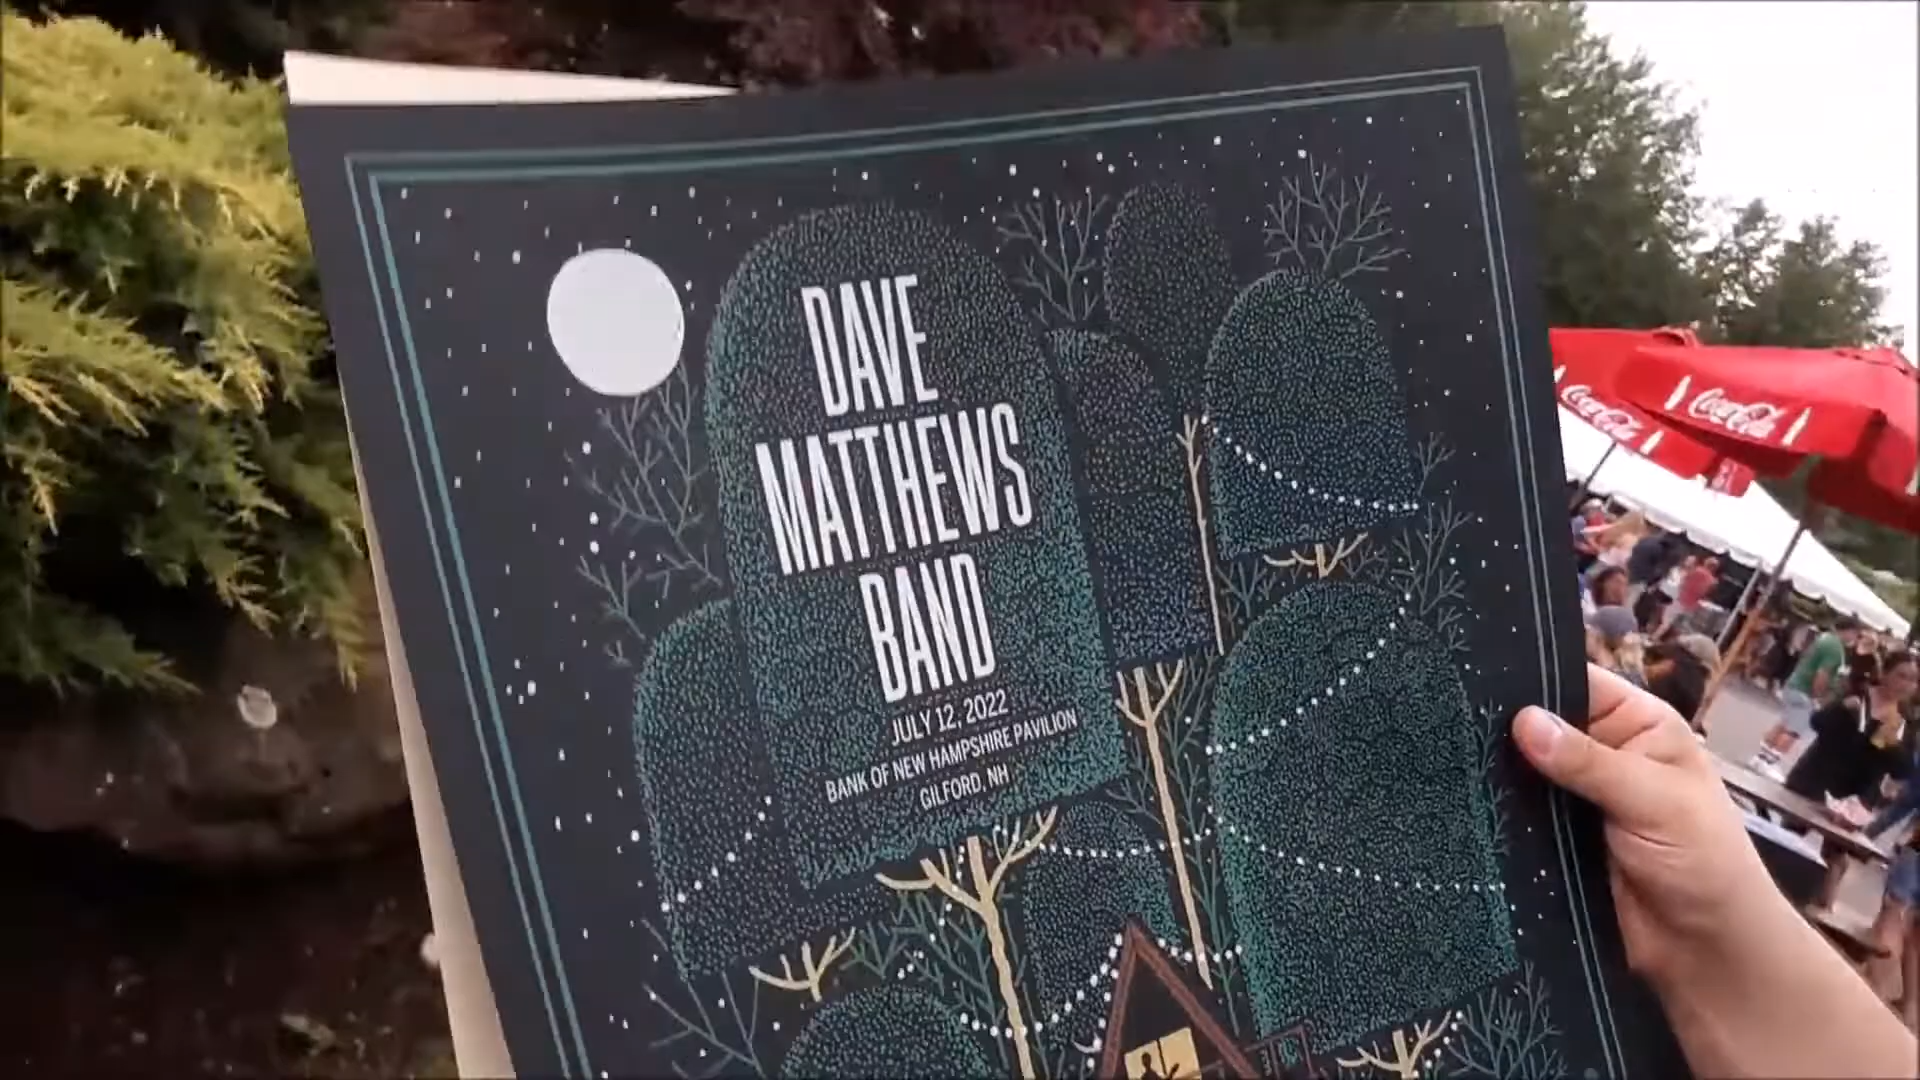 DAVE
MATTHEWS
BAND
JULY 12, 2022
BANK OF NEW HAMPSHIRE PAVILION
GILFORD, NH
Coca-Cola
Coca-Cola